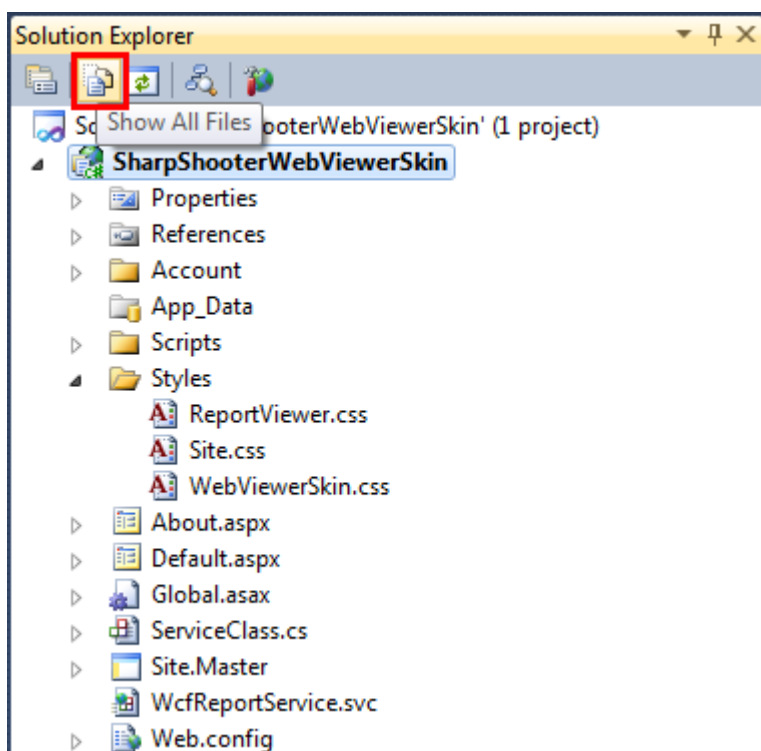 Solution Explorer
Show All Files
So ooterWebViewerSkin' (1 project)
SharpShooterWebViewerSkin
Properties
References
Account
App_Data
Scripts
Styles
ReportViewer.css
Site.css
WebViewerSkin.css
About.aspx
Default.aspx
Global.asax
ServiceClass.cs
Site.Master
WcfReportService.svc
Web.config